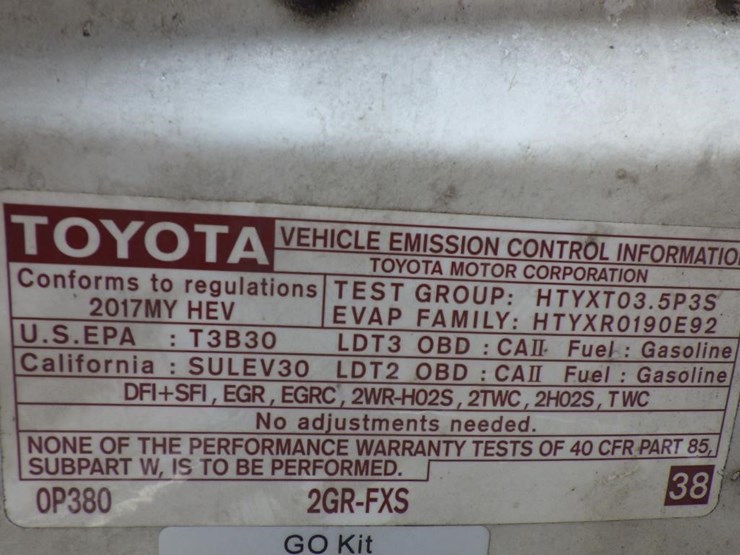 TOYOTA VEHICLE EMISSION CONTROL INFORMATIO
TOYOTA MOTOR CORPORATION
Conforms to regulations
2017MY HEV
TEST GROUP: HTYXT03.5P3S
EVAP FAMILY: HTYXR0190E92
U.S.EPA : T3B30 LDT3 OBD : CAII Fuel : Gasoline
California : SULEV30 LDT2 OBD : CAII Fuel : Gasoline
DFI+SFI, EGR, EGRC, 2WR-HO2S, 2TWC, 2HO2S, TWC
No adjustments needed.
NONE OF THE PERFORMANCE WARRANTY TESTS OF 40 CFR PART 85,
SUBPART W, IS TO BE PERFORMED.
0P380 2GR-FXS 38
GO Kit